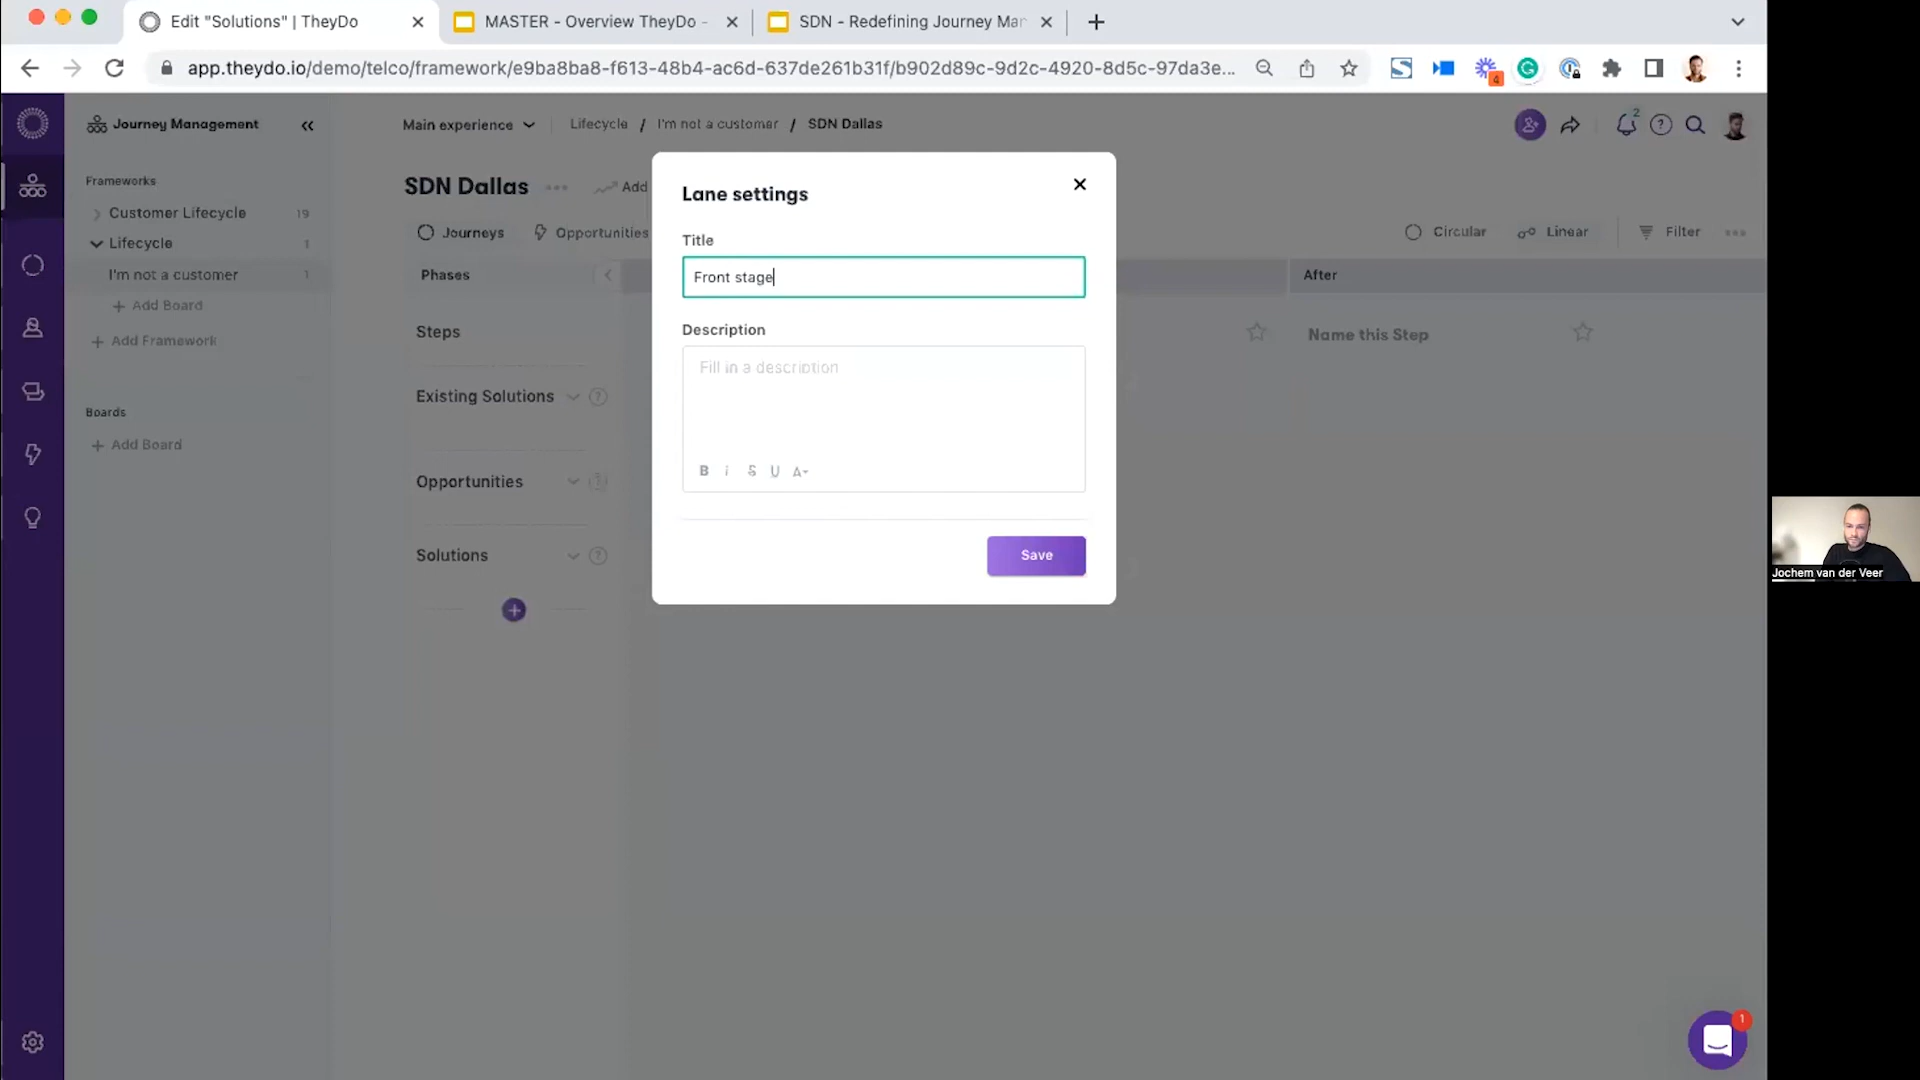 Edit "Solutions" | TheyDo
MASTER - Overview TheyDo -
SDN - Redefining Journey Mar
app.theydo.io/demo/telco/framework/e9ba8ba8-f613-48b4-ac6d-637de261b31f/b902d89c-9d2c-4920-8d5c-97da3e...
4
Journey Management
Main experience
Lifecycle / I'm not a customer / SDN Dallas
2
Frameworks
Customer Lifecycle 19
Lifecycle 1
I'm not a customer 1
Add Board
Add Framework
Boards
Add Board
SDN Dallas
Add
Journeys
Opportunities
Circular
Linear
Filter
Phases
After
Steps
Name this Step
Existing Solutions
Opportunities
Solutions
Lane settings
Title
Front stage
Description
Fill in a description
B i S U A
Save
Jochem van der Veer
1